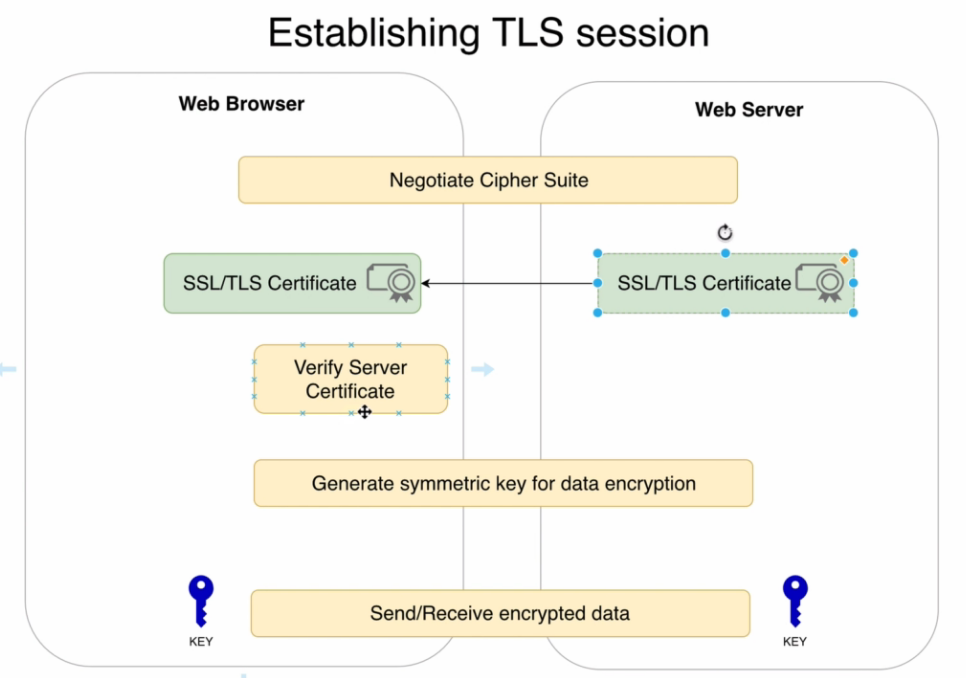 Establishing TLS session
Web Browser
Web Server
Negotiate Cipher Suite
SSL/TLS Certificate
SSL/TLS Certificate
Verify Server
Certificate
Generate symmetric key for data encryption
Send/Receive encrypted data
KEY
KEY